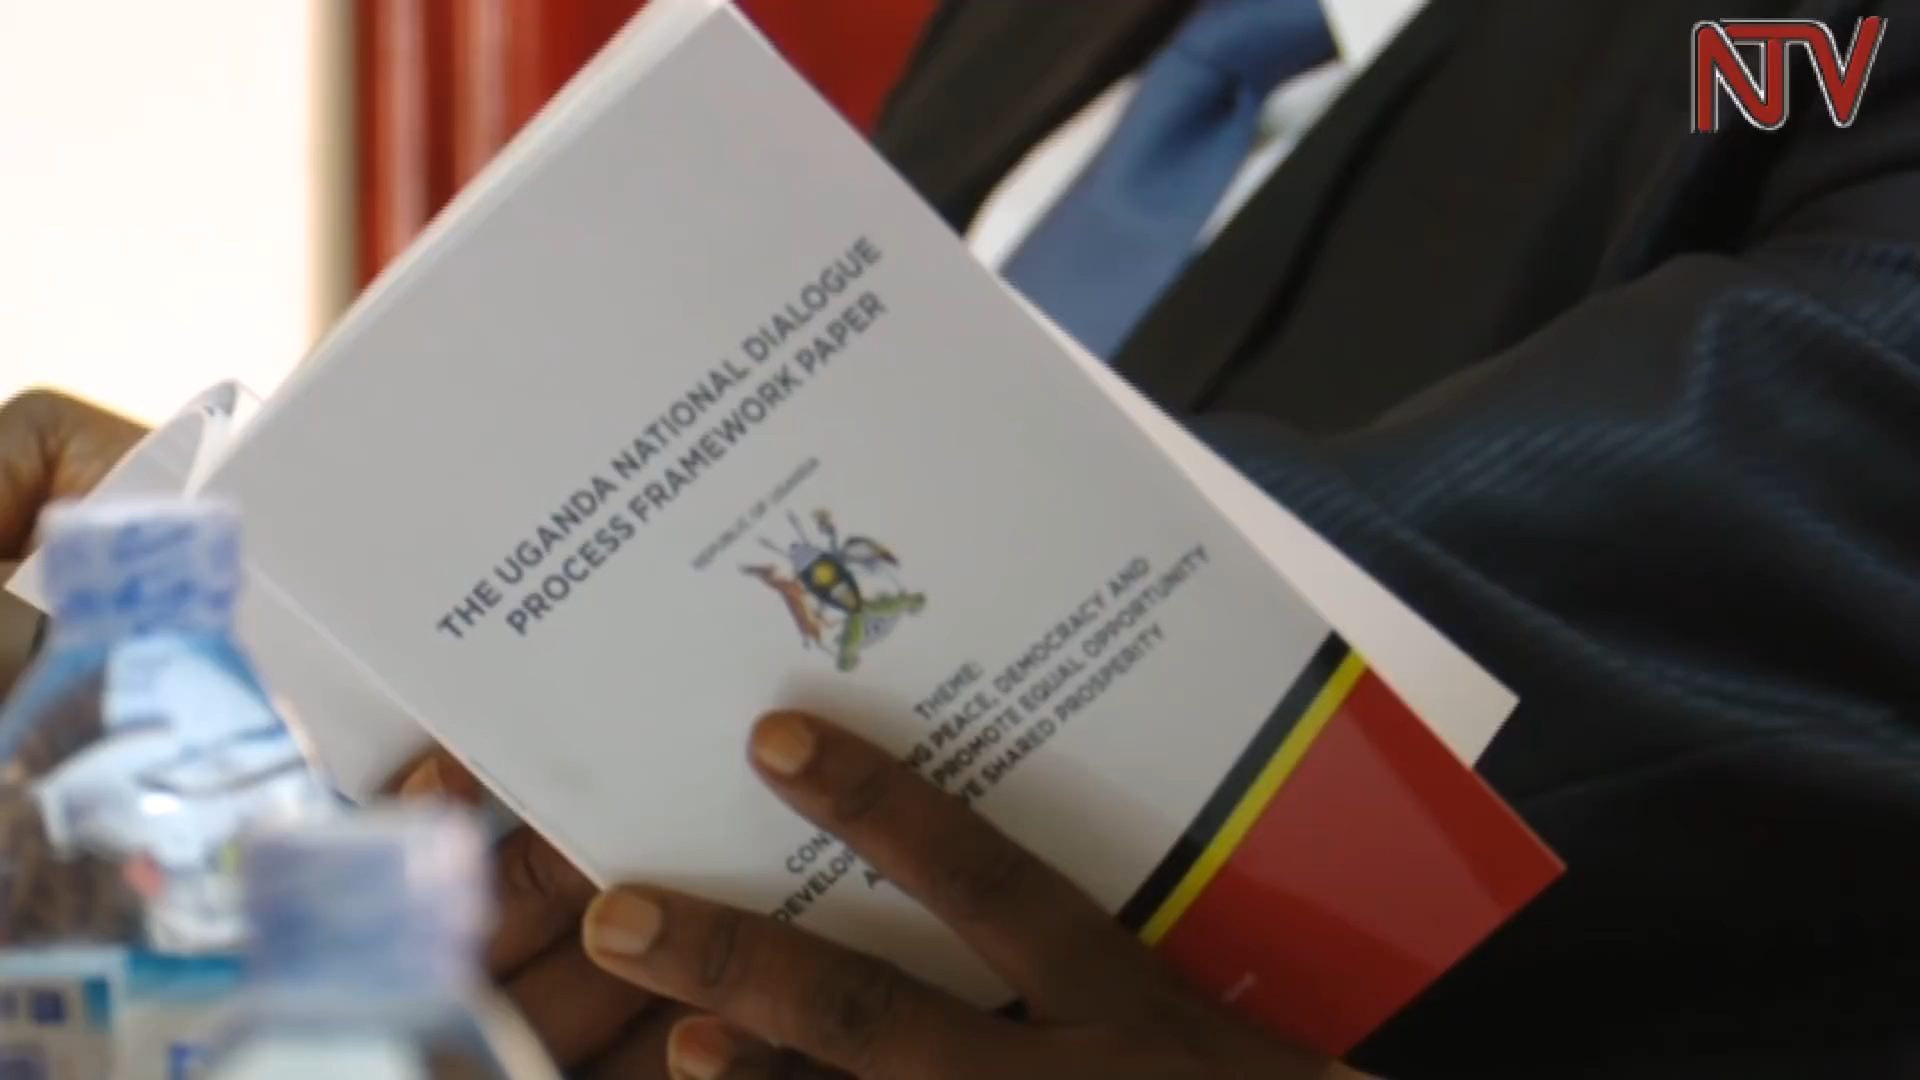 NTV
THE UGANDA NATIONAL DIALOGUE
PROCESS FRAMEWORK PAPER
REPUBLIC OF UGANDA
THEME:
PEACE, DEMOCRACY AND
PROMOTE EQUAL OPPORTUNITY
SHARED PROSPERITY